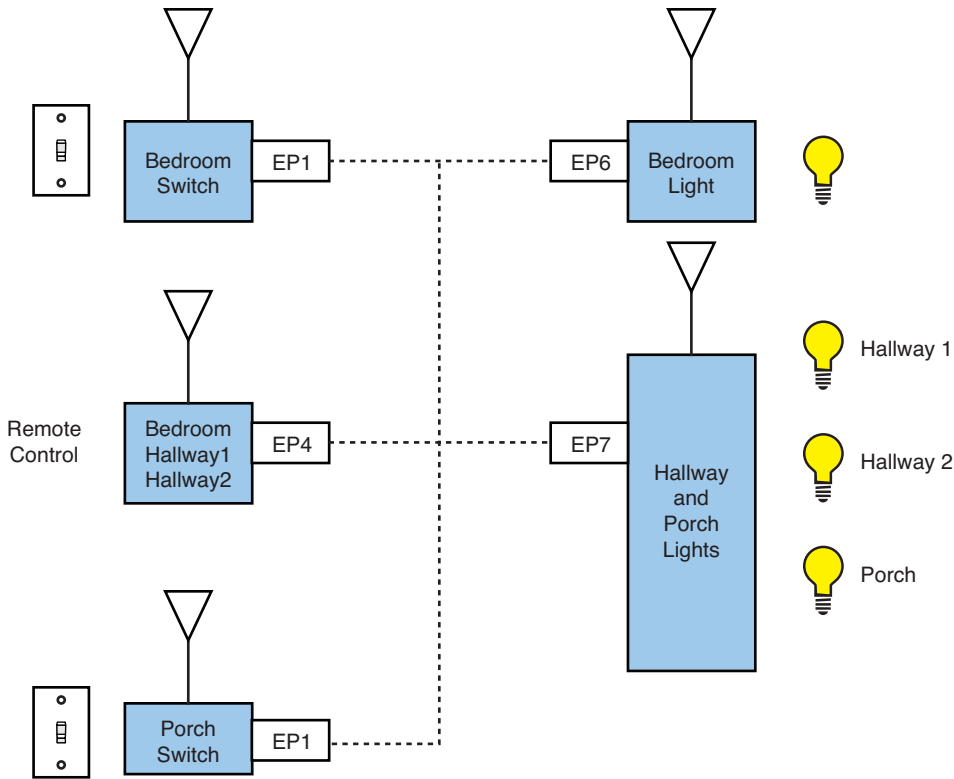 Bedroom
Switch
EP1
EP6
Bedroom
Light
Hallway 1
Remote
Control
Bedroom
Hallway1
Hallway2
EP4
EP7
Hallway
and
Porch
Lights
Hallway 2
Porch
Porch
Switch
EP1